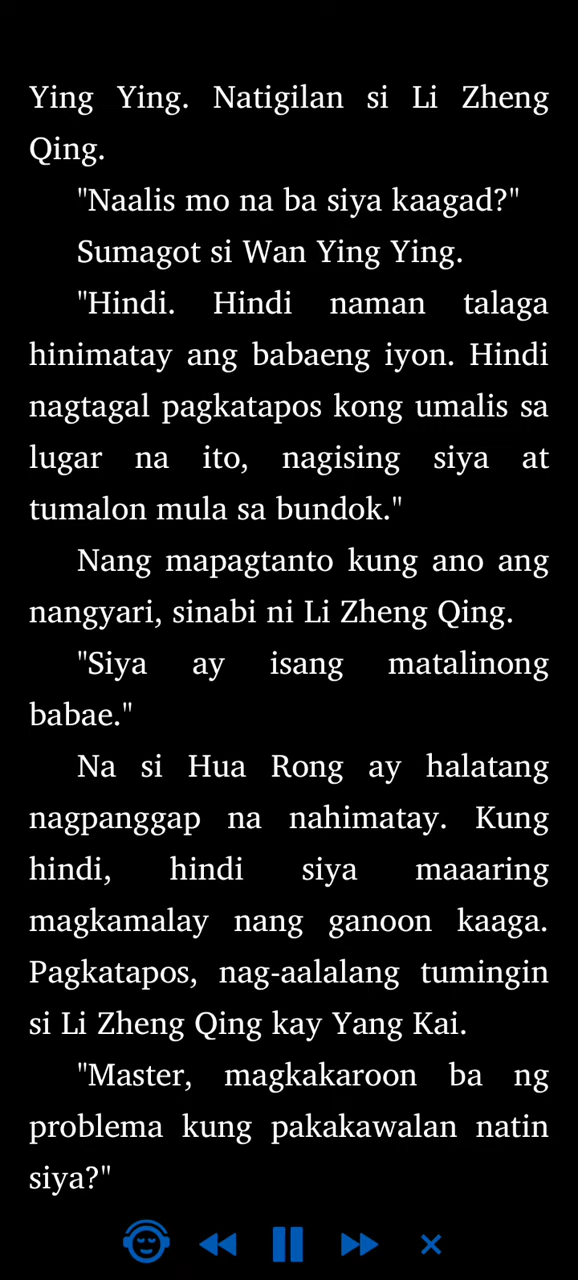 Ying Ying. Natigilan si Li Zheng
Qing.
"Naalis mo na ba siya kaagad?"
Sumagot si Wan Ying Ying.
"Hindi. Hindi naman talaga
hinimatay ang babaeng iyon. Hindi
nagtagal pagkatapos kong umalis sa
lugar na ito, nagising siya at
tumalon mula sa bundok."
Nang mapagtanto kung ano ang
nangyari, sinabi ni Li Zheng Qing.
"Siya ay isang matalinong
babae."
Na si Hua Rong ay halatang
nagpanggap na nahimatay. Kung
hindi, hindi siya maaaring
magkamalay nang ganoon kaaga.
Pagkatapos, nag-aalalang tumingin
si Li Zheng Qing kay Yang Kai.
"Master, magkakaroon ba ng
problema kung pakakawalan natin
siya?"